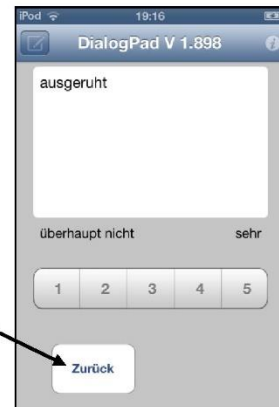 iPod 19:16
DialogPad V 1.898
ausgeruht
überhaupt nicht sehr
1 2 3 4 5
Zurück